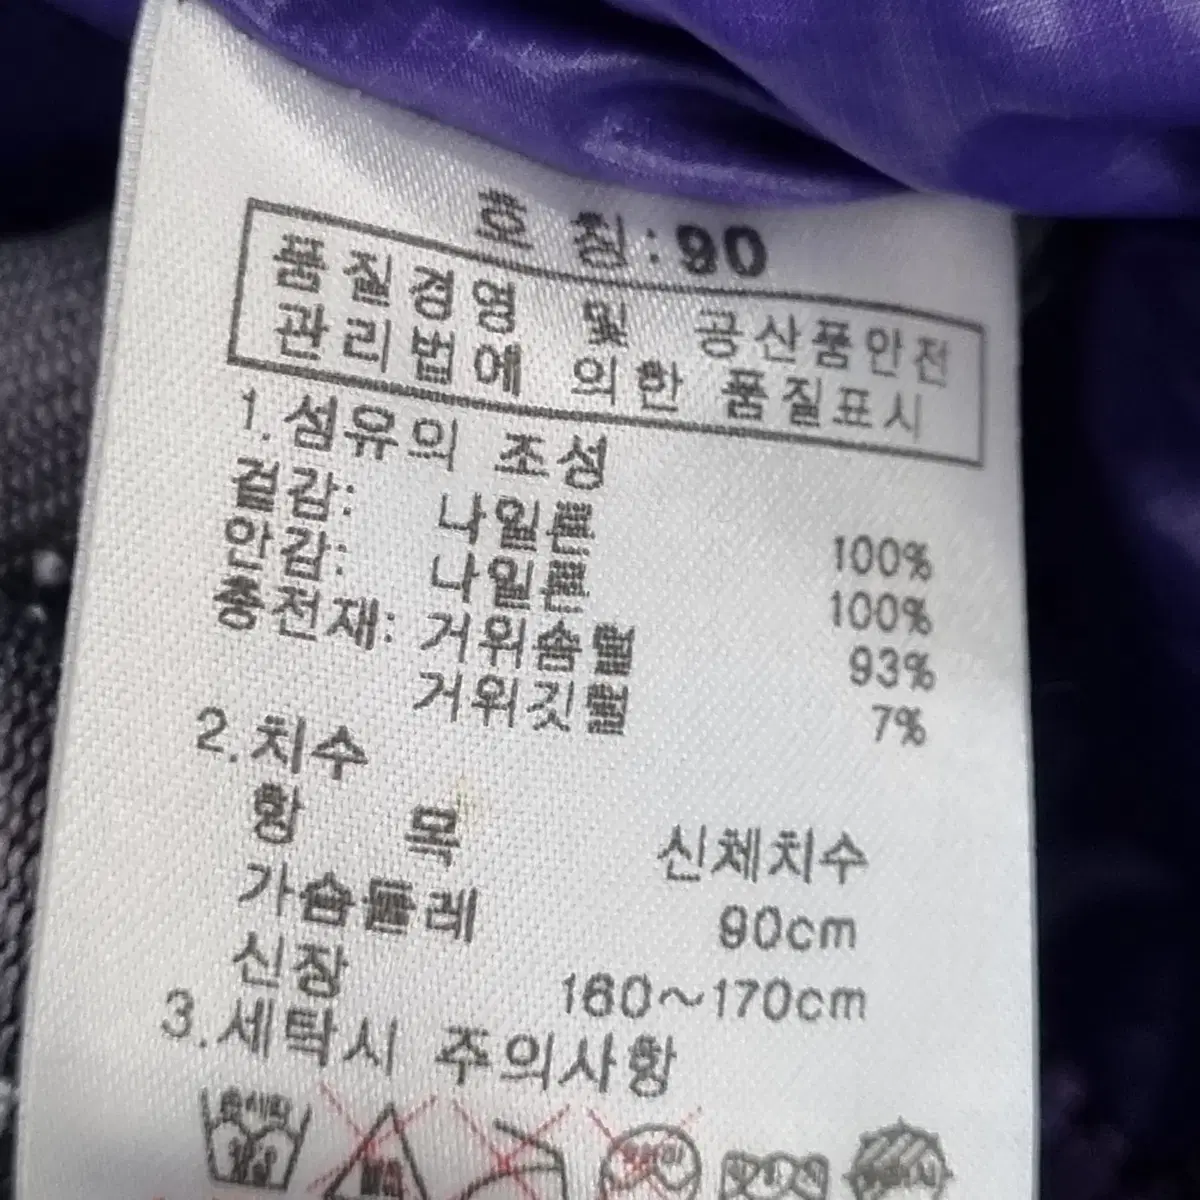 호 칭 : 90
품질경영 및 공산품안전
관리법에 의한 품질표시
1. 섬유의 조성
겉감: 나일론 100%
안감: 나일론 100%
충전재: 거위솜털 93%
거위깃털 7%
2. 치수
항 목 신체치수
가슴둘레 90cm
신장 160~170cm
3. 세탁시 주의사항
손세탁